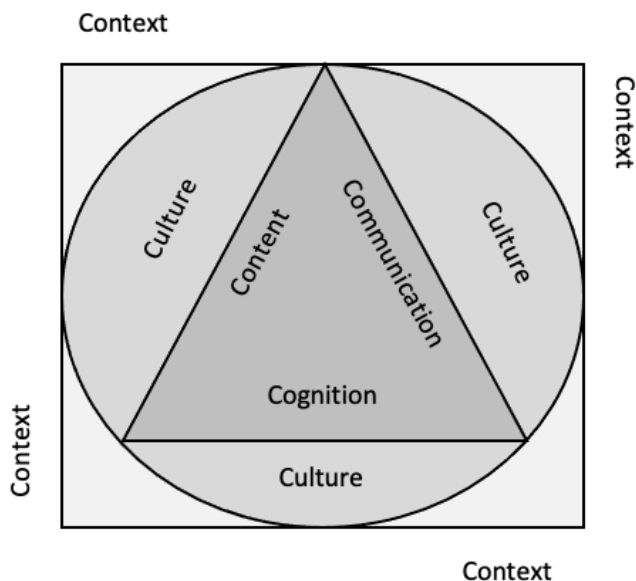 Context
Context
Culture
Content
Communication
Culture
Cognition
Culture
Context
Context